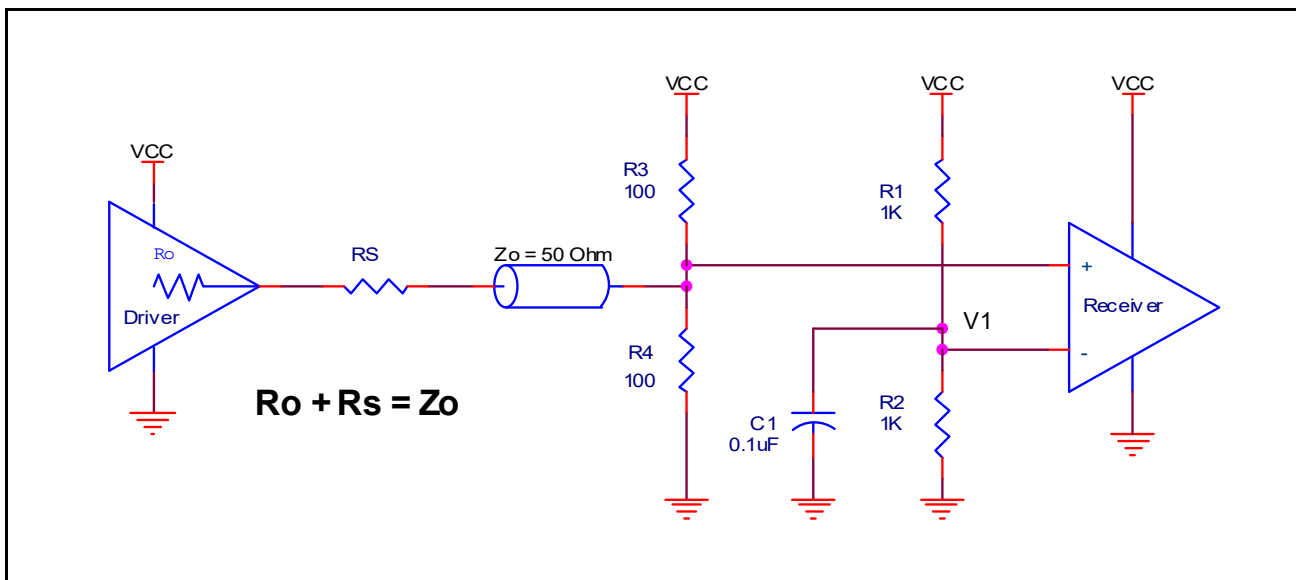 VCC
VCC
VCC
VCC
R3
100
R1
1K
Ro
RS
Zo = 50 Ohm
+
Driver
Receiver
V1
-
R4
100
Ro + Rs = Zo
R2
1K
C1
0.1uF